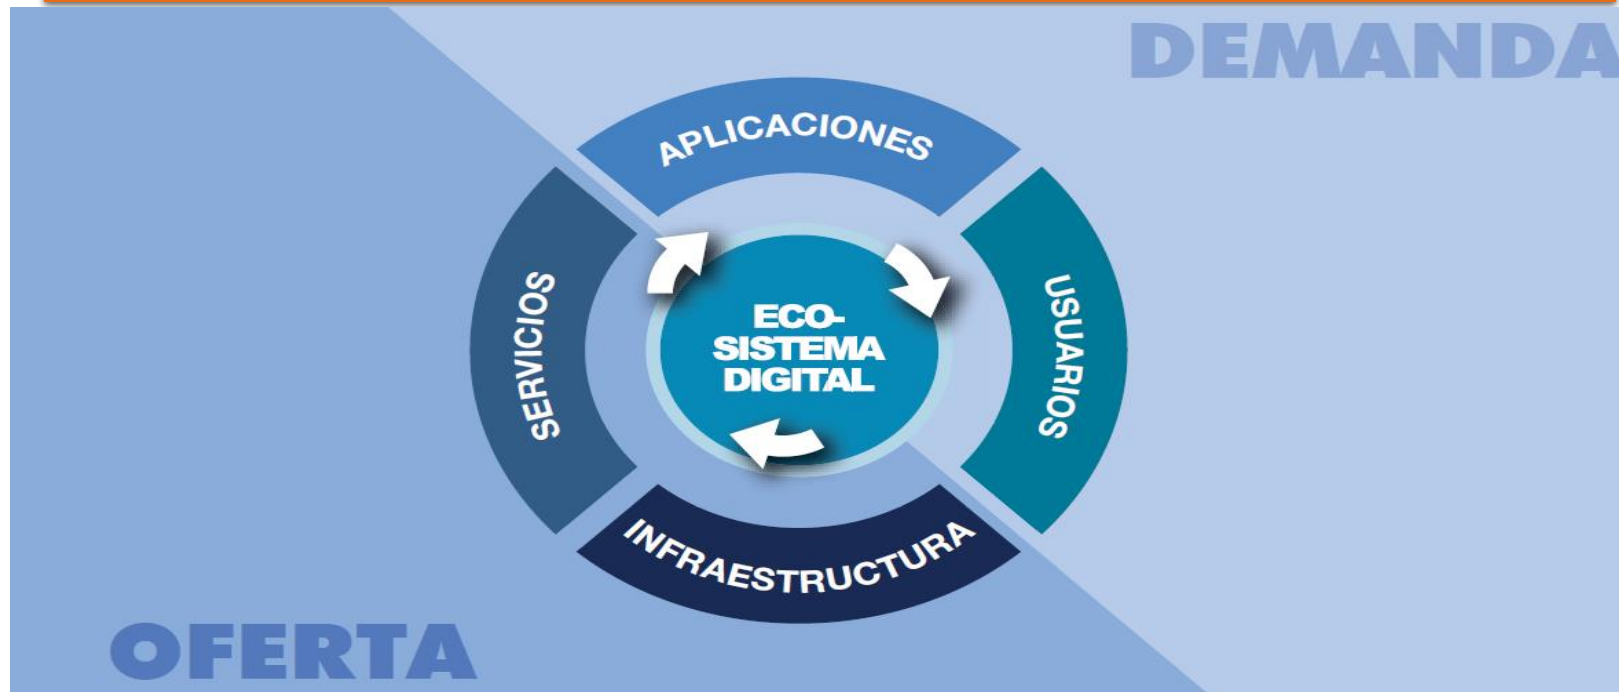 DEMANDA
APLICACIONES
SERVICIOS
USUARIOS
ECO-
SISTEMA
DIGITAL
INFRAESTRUCTURA
OFERTA